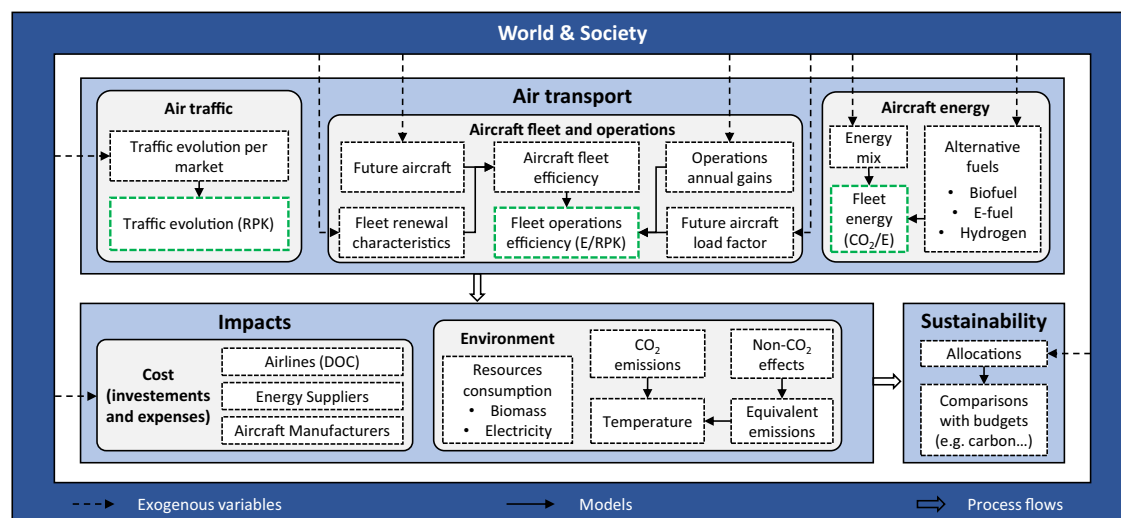 World & Society
Air transport
Air traffic
Traffic evolution per
market
Traffic evolution (RPK)
Aircraft fleet and operations
Future aircraft
Fleet renewal
characteristics
Aircraft fleet
efficiency
Fleet operations
efficiency (E/RPK)
Operations
annual gains
Future aircraft
load factor
Aircraft energy
Energy
mix
Fleet
energy
(CO₂/E)
Alternative
fuels
• Biofuel
• E-fuel
• Hydrogen
Impacts
Cost
(investements
and expenses)
Airlines (DOC)
Energy Suppliers
Aircraft Manufacturers
Environment
Resources
consumption
• Biomass
• Electricity
CO₂
emissions
Temperature
Non-CO₂
effects
Equivalent
emissions
Sustainability
Allocations
Comparisons
with budgets
(e.g. carbon...)
Exogenous variables
Models
Process flows